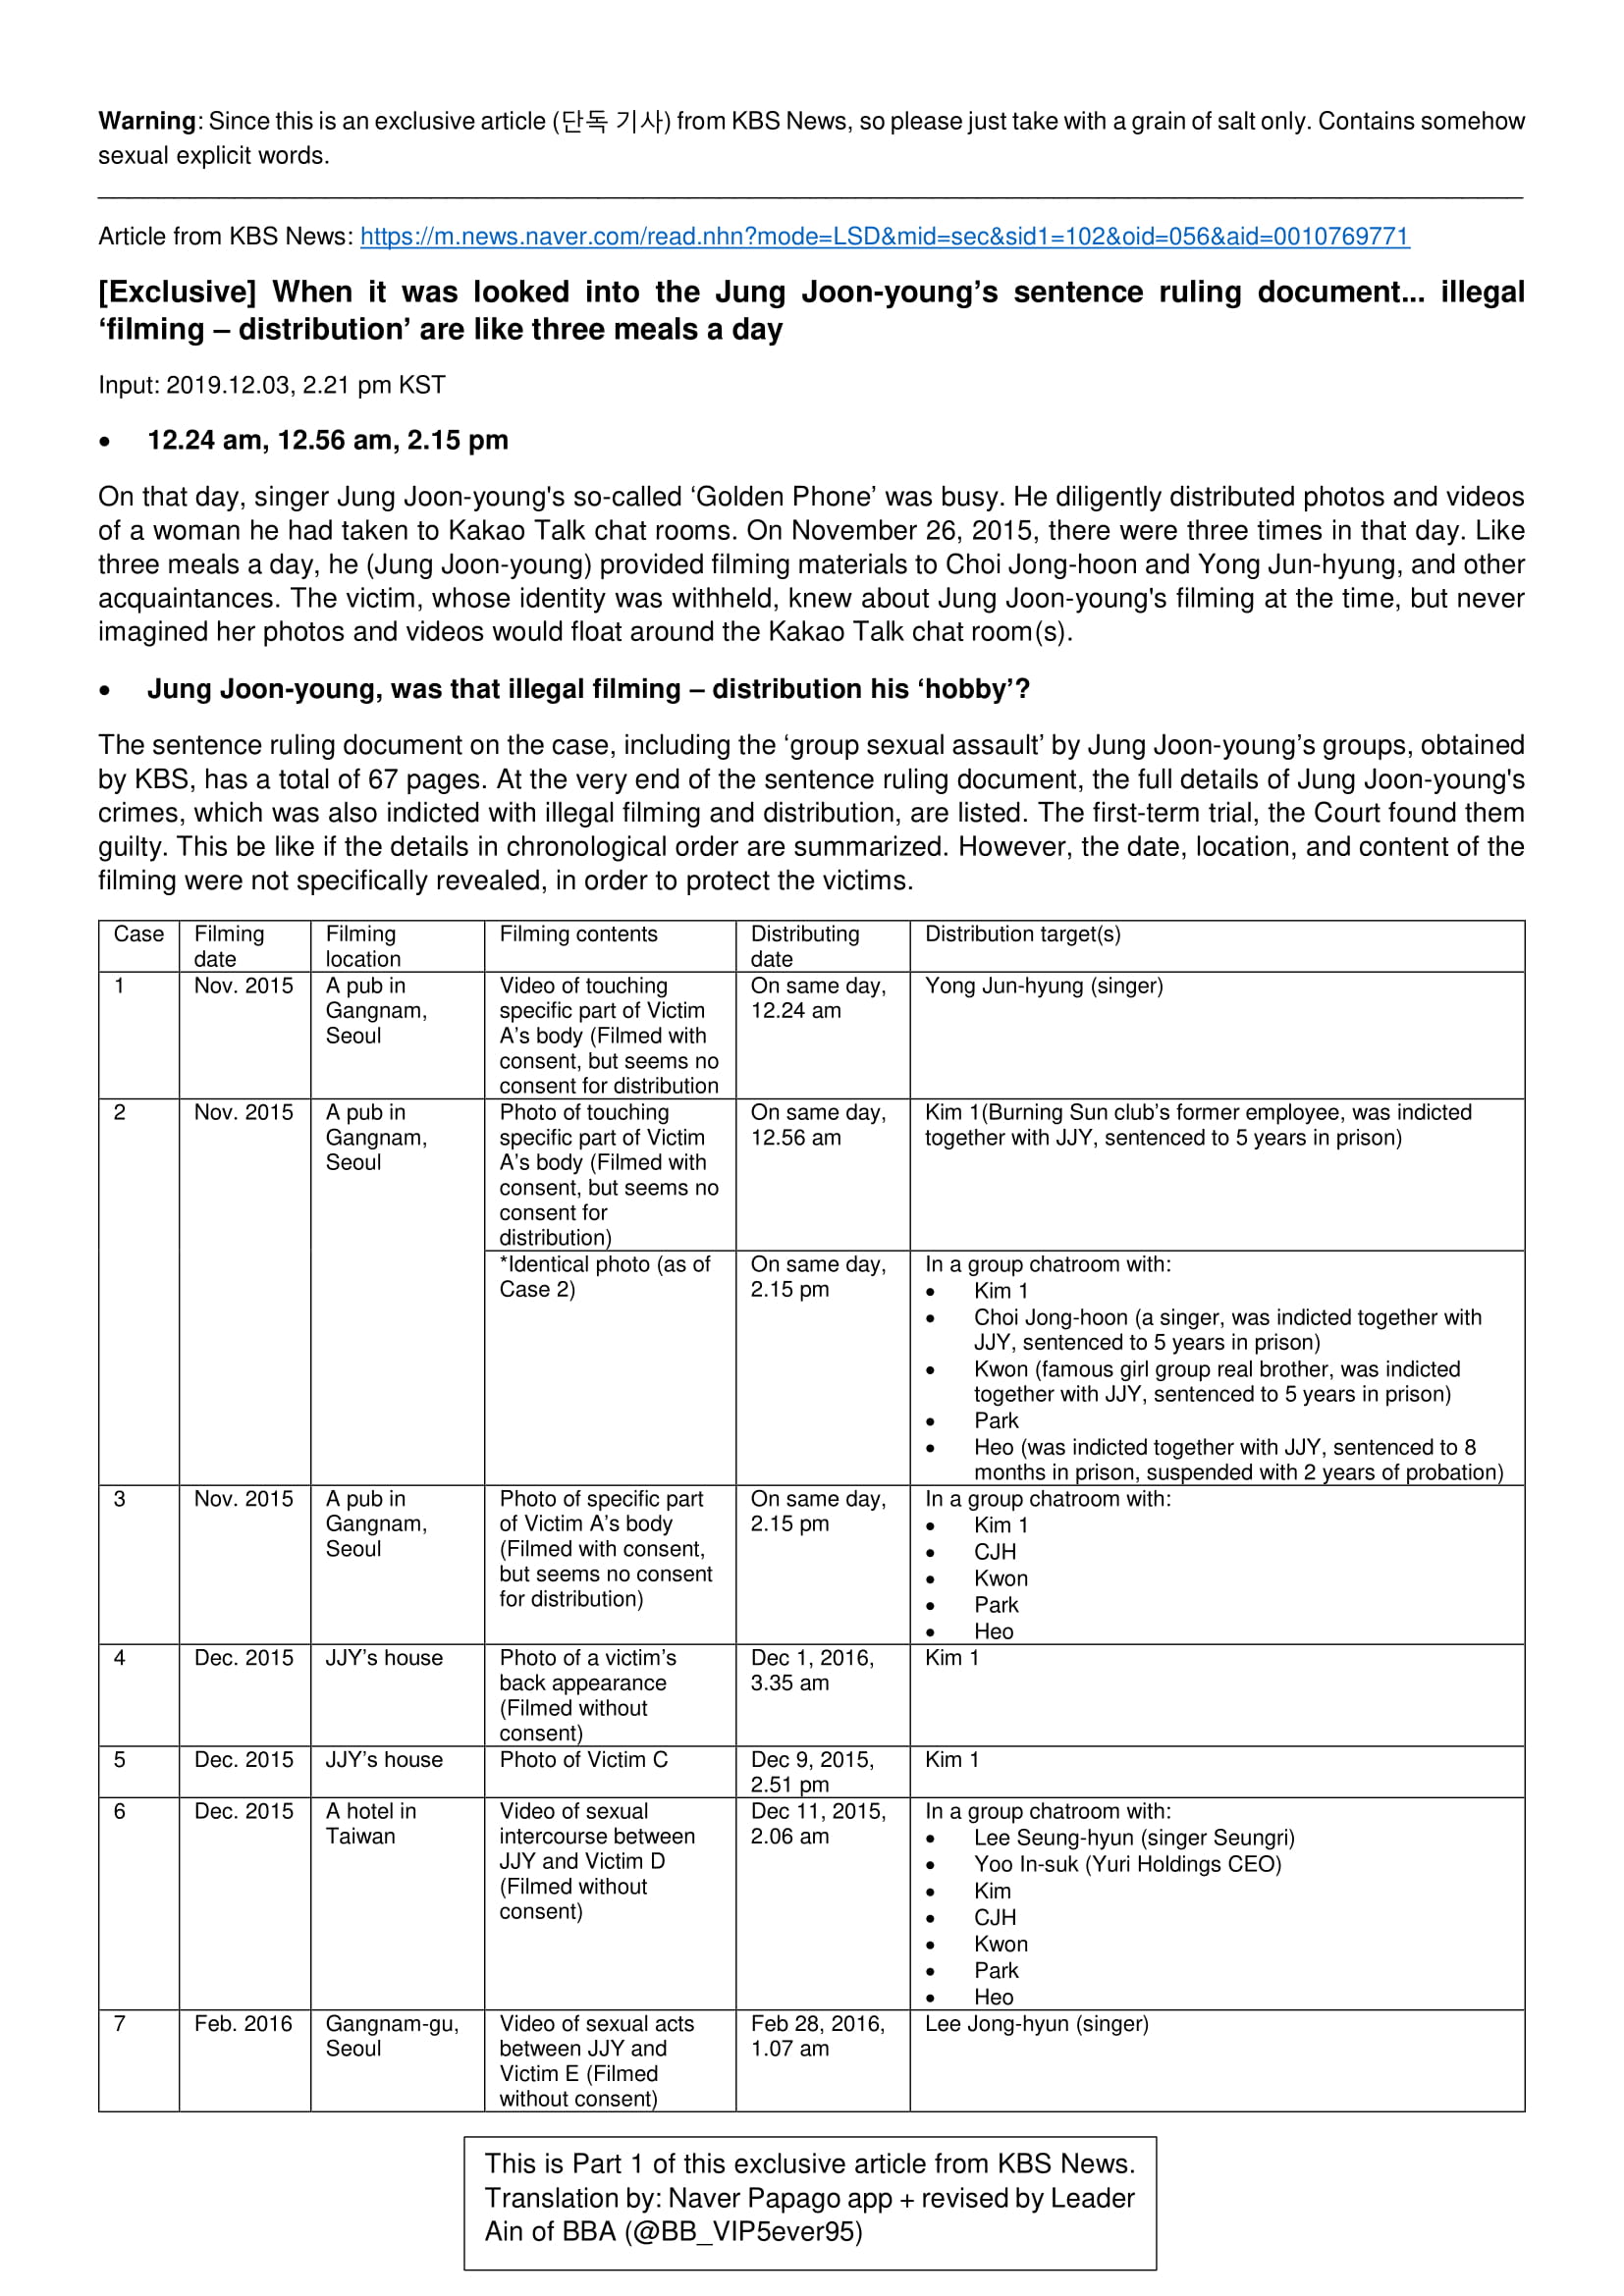 Warning: Since this is an exclusive article (단독 기사) from KBS News, so please just take with a grain of salt only. Contains somehow
sexual explicit words.
Article from KBS News: https://m.news.naver.com/read.nhn?mode=LSD&mid=sec&sid1=102&oid=056&aid=0010769771
[Exclusive] When it was looked into the Jung Joon-young’s sentence ruling document... illegal
‘filming – distribution’ are like three meals a day
Input: 2019.12.03, 2.21 pm KST
• 12.24 am, 12.56 am, 2.15 pm
On that day, singer Jung Joon-young's so-called ‘Golden Phone’ was busy. He diligently distributed photos and videos
of a woman he had taken to Kakao Talk chat rooms. On November 26, 2015, there were three times in that day. Like
three meals a day, he (Jung Joon-young) provided filming materials to Choi Jong-hoon and Yong Jun-hyung, and other
acquaintances. The victim, whose identity was withheld, knew about Jung Joon-young's filming at the time, but never
imagined her photos and videos would float around the Kakao Talk chat room(s).
• Jung Joon-young, was that illegal filming – distribution his ‘hobby’?
The sentence ruling document on the case, including the ‘group sexual assault’ by Jung Joon-young’s groups, obtained
by KBS, has a total of 67 pages. At the very end of the sentence ruling document, the full details of Jung Joon-young's
crimes, which was also indicted with illegal filming and distribution, are listed. The first-term trial, the Court found them
guilty. This be like if the details in chronological order are summarized. However, the date, location, and content of the
filming were not specifically revealed, in order to protect the victims.
Case
Filming
date
Filming
location
Filming contents
Distributing
date
Distribution target(s)
1
Nov. 2015
A pub in
Gangnam,
Seoul
Video of touching
specific part of Victim
A’s body (Filmed with
consent, but seems no
consent for distribution
On same day,
12.24 am
Yong Jun-hyung (singer)
2
Nov. 2015
A pub in
Gangnam,
Seoul
Photo of touching
specific part of Victim
A’s body (Filmed with
consent, but seems no
consent for
distribution)
On same day,
12.56 am
Kim 1(Burning Sun club’s former employee, was indicted
together with JJY, sentenced to 5 years in prison)
*Identical photo (as of
Case 2)
On same day,
2.15 pm
In a group chatroom with:
• Kim 1
• Choi Jong-hoon (a singer, was indicted together with
JJY, sentenced to 5 years in prison)
• Kwon (famous girl group real brother, was indicted
together with JJY, sentenced to 5 years in prison)
• Park
• Heo (was indicted together with JJY, sentenced to 8
months in prison, suspended with 2 years of probation)
3
Nov. 2015
A pub in
Gangnam,
Seoul
Photo of specific part
of Victim A’s body
(Filmed with consent,
but seems no consent
for distribution)
On same day,
2.15 pm
In a group chatroom with:
• Kim 1
• CJH
• Kwon
• Park
• Heo
4
Dec. 2015
JJY’s house
Photo of a victim’s
back appearance
(Filmed without
consent)
Dec 1, 2016,
3.35 am
Kim 1
5
Dec. 2015
JJY’s house
Photo of Victim C
Dec 9, 2015,
2.51 pm
Kim 1
6
Dec. 2015
A hotel in
Taiwan
Video of sexual
intercourse between
JJY and Victim D
(Filmed without
consent)
Dec 11, 2015,
2.06 am
In a group chatroom with:
• Lee Seung-hyun (singer Seungri)
• Yoo In-suk (Yuri Holdings CEO)
• Kim
• CJH
• Kwon
• Park
• Heo
7
Feb. 2016
Gangnam-gu,
Seoul
Video of sexual acts
between JJY and
Victim E (Filmed
without consent)
Feb 28, 2016,
1.07 am
Lee Jong-hyun (singer)
This is Part 1 of this exclusive article from KBS News.
Translation by: Naver Papago app + revised by Leader
Ain of BBA (@BB_VIP5ever95)